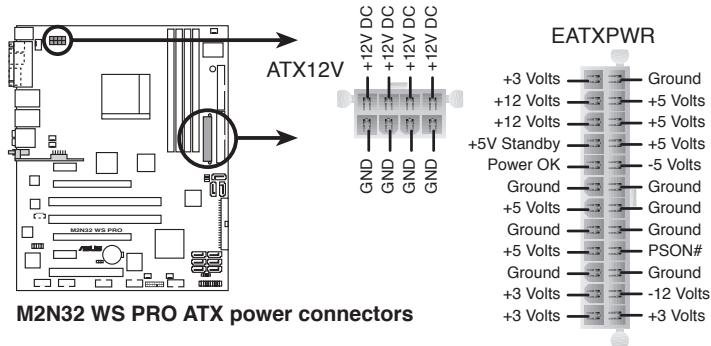 +12V DC
+12V DC
+12V DC
+12V DC
ATX12V
GND
GND
GND
GND
EATXPWR
+3 Volts Ground
+12 Volts +5 Volts
+12 Volts +5 Volts
+5V Standby +5 Volts
Power OK -5 Volts
Ground Ground
+5 Volts Ground
Ground Ground
+5 Volts PSON#
Ground Ground
+3 Volts -12 Volts
+3 Volts +3 Volts
M2N32 WS PRO
ASUS
M2N32 WS PRO ATX power connectors